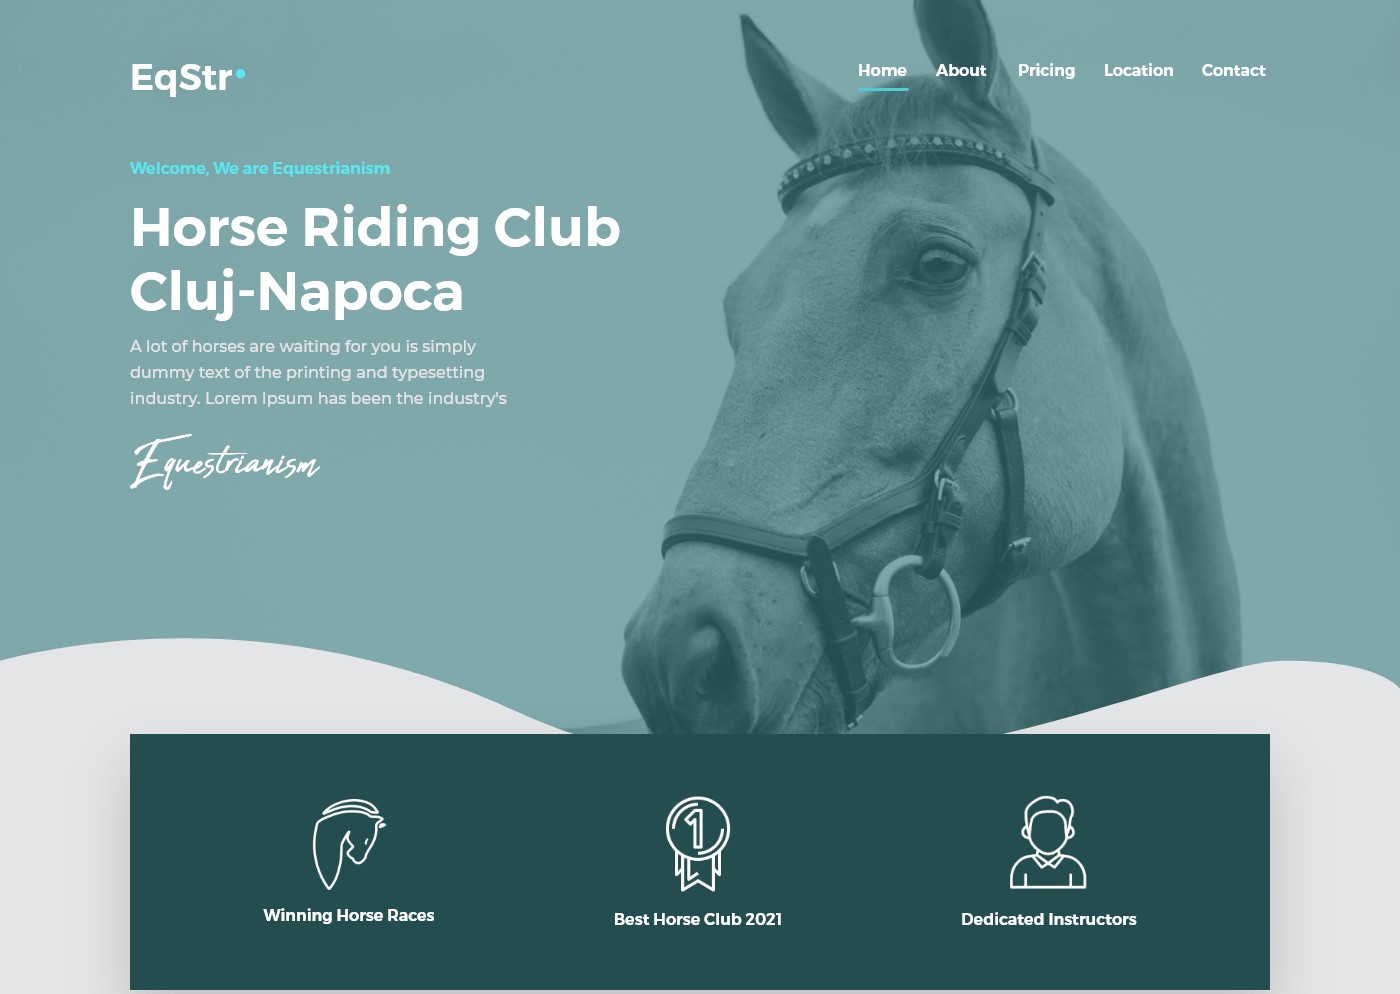 EqStr
Home About Pricing Location Contact
Welcome, We are Equestrianism
Horse Riding Club
Cluj-Napoca
A lot of horses are waiting for you is simply
dummy text of the printing and typesetting
industry. Lorem Ipsum has been the industry's
Equestrianism
1
Winning Horse Races
Best Horse Club 2021
Dedicated Instructors